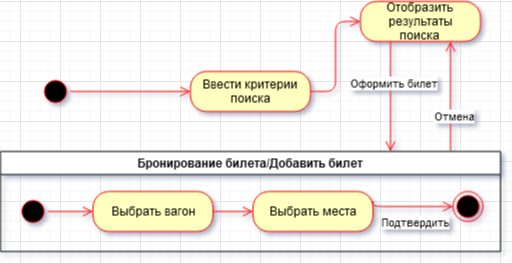 Отобразить
результаты
поиска
Ввести критерии
поиска
Оформить билет
Отмена
Бронирование билета/Добавить билет
Выбрать вагон
Выбрать места
Подтвердить